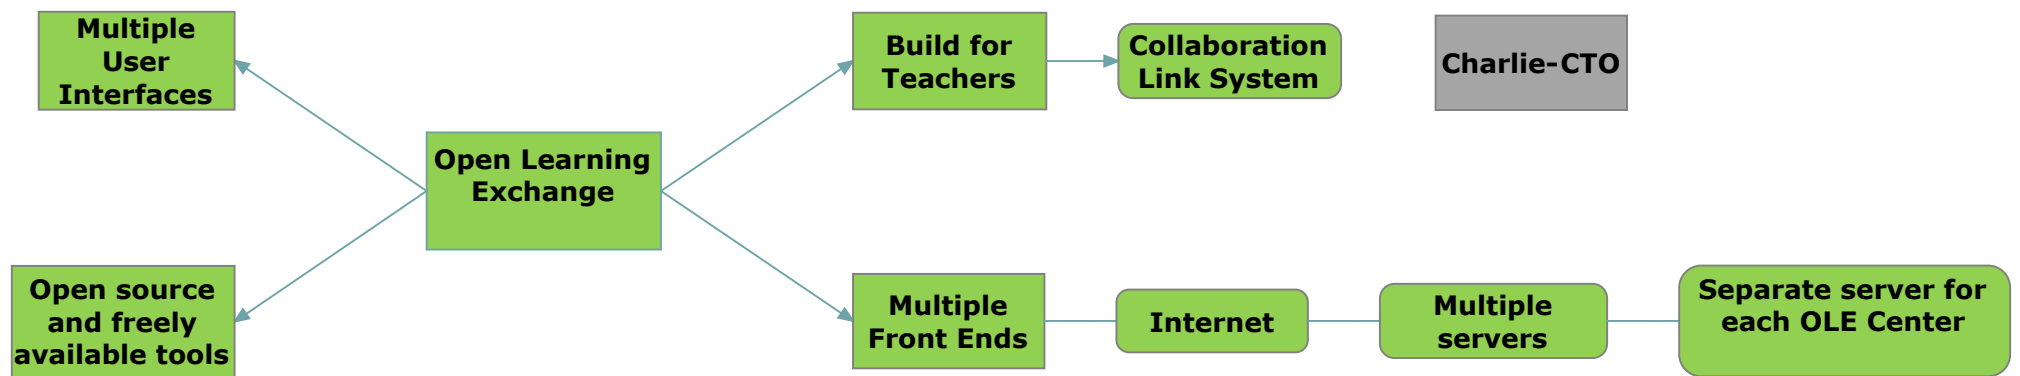 Multiple
User
Interfaces
Build for
Teachers
Collaboration
Link System
Charlie-CTO
Open Learning
Exchange
Open source
and freely
available tools
Multiple
Front Ends
Internet
Multiple
servers
Separate server for
each OLE Center